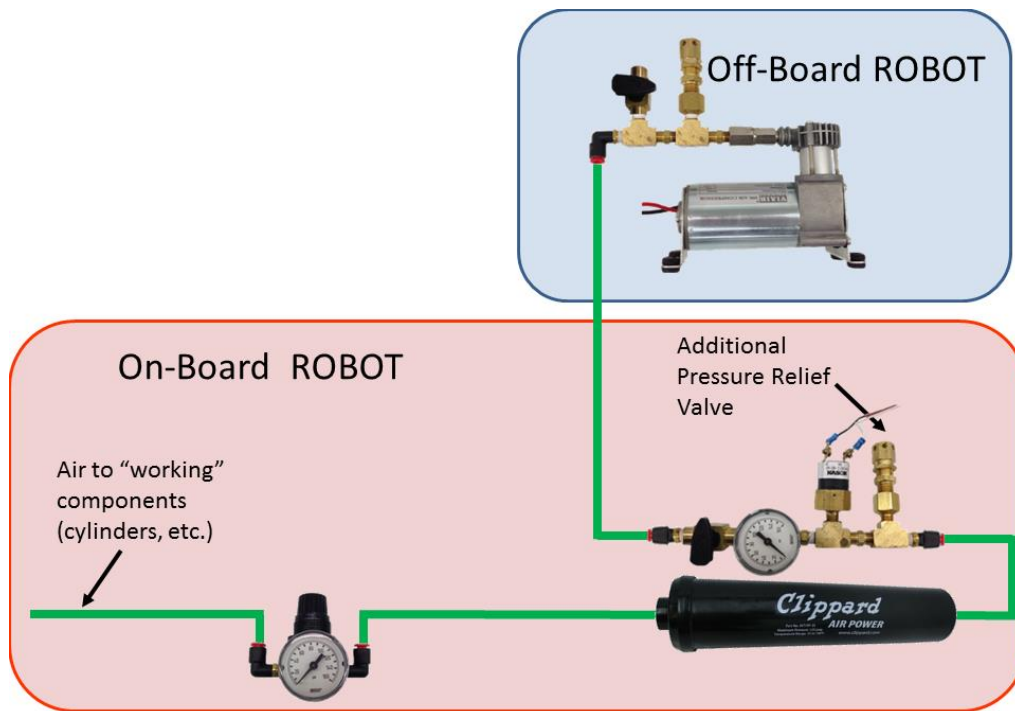 Off-Board ROBOT
On-Board  ROBOT
Additional
Pressure Relief
Valve
Air to “working”
components
(cylinders, etc.)
Clippard
AIR POWER